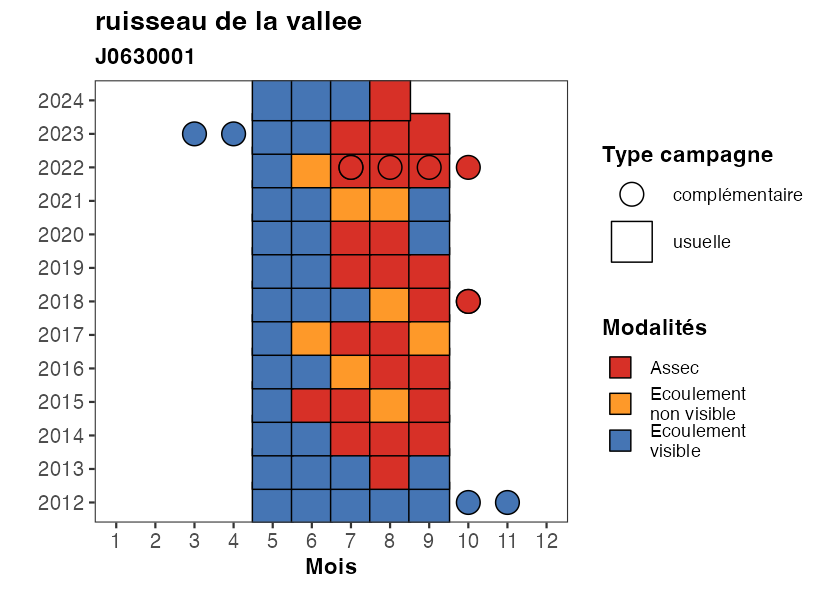 ruisseau de la vallee
J0630001
2024
2023
2022
2021
2020
2019
2018
2017
2016
2015
2014
2013
2012
1 2 3 4 5 6 7 8 9 10 11 12
Mois
Type campagne
complémentaire
usuelle
Modalités
Assec
Ecoulement
non visible
Ecoulement
visible